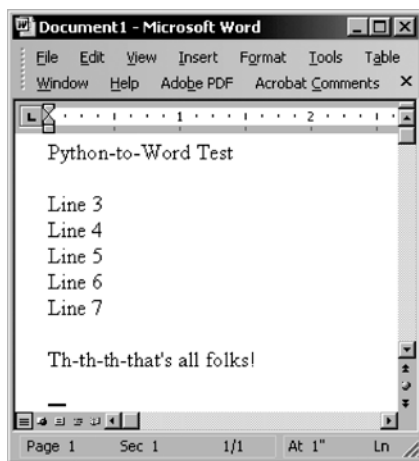 Document1 - Microsoft Word
File Edit View Insert Format Tools Table
Window Help Adobe PDF Acrobat Comments
L 1 2
Python-to-Word Test
Line 3
Line 4
Line 5
Line 6
Line 7
Th-th-th-that's all folks!
Page 1 Sec 1 1/1 At 1" Ln